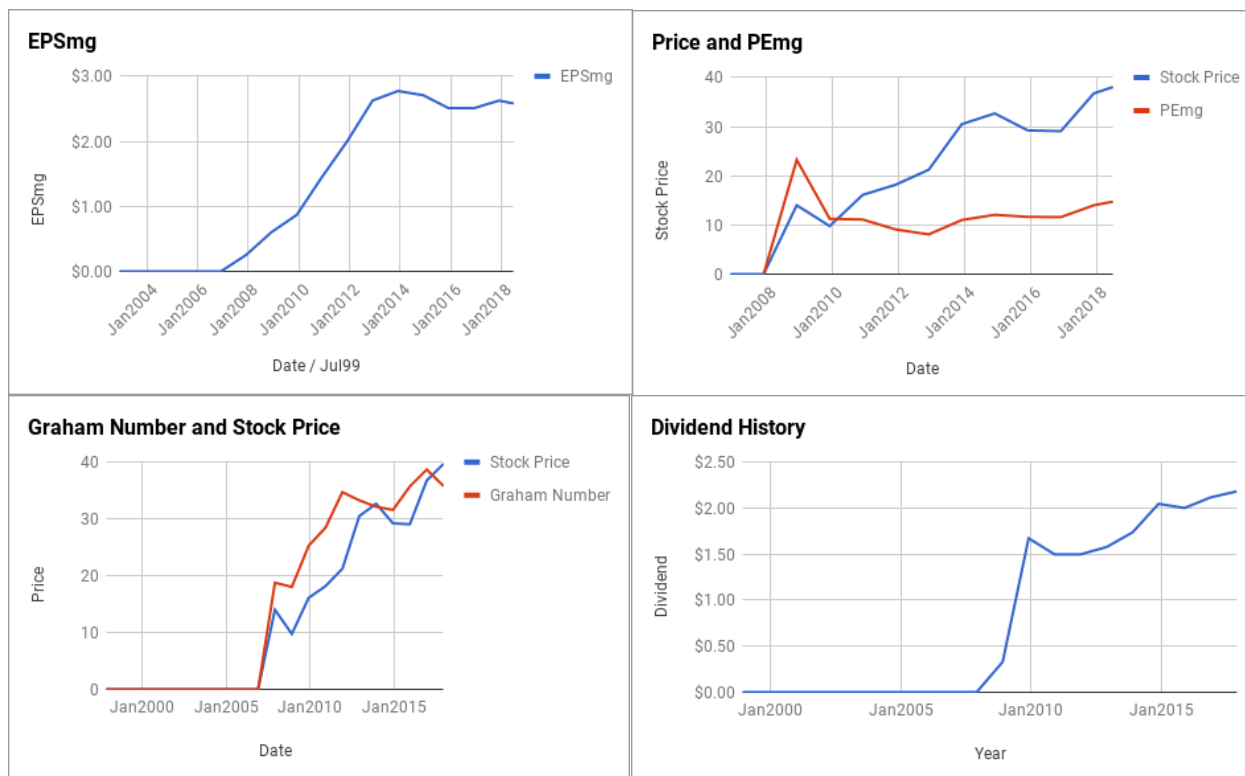 EPSmg
EPSmg
$3.00
$2.00
$1.00
$0.00
EPSmg
Jan2004
Jan2006
Jan2008
Jan2010
Jan2012
Jan2014
Jan2016
Jan2018
Date / Jul99
Price and PEmg
Stock Price
PEmg
40
30
20
10
0
Stock Price
Jan2008
Jan2010
Jan2012
Jan2014
Jan2016
Jan2018
Date
Graham Number and Stock Price
Stock Price
Graham Number
40
30
20
10
0
Price
Jan2000
Jan2005
Jan2010
Jan2015
Date
Dividend History
$2.50
$2.00
$1.50
$1.00
$0.50
$0.00
Dividend
Jan2000
Jan2005
Jan2010
Jan2015
Year